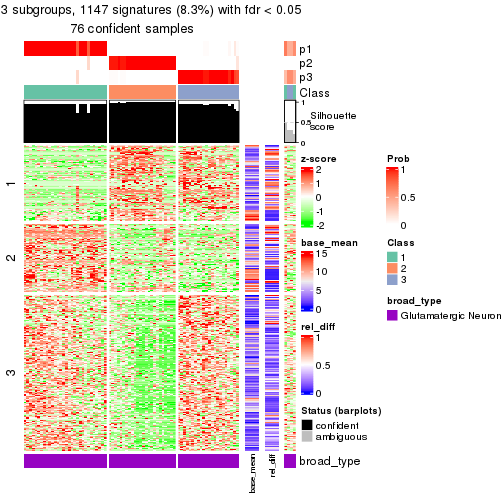 3 subgroups, 1147 signatures (8.3%) with fdr < 0.05
76 confident samples
p1
p2
p3
Class
1
0.5
0
Silhouette
score
1
2
3
z-score
2
1
0
-1
-2
Prob
1
0.5
0
base_mean
15
10
5
0
Class
1
2
3
broad_type
Glutamatergic Neuron
rel_diff
1
0.5
0
Status (barplots)
confident
ambiguous
broad_type
base_mean
rel_diff